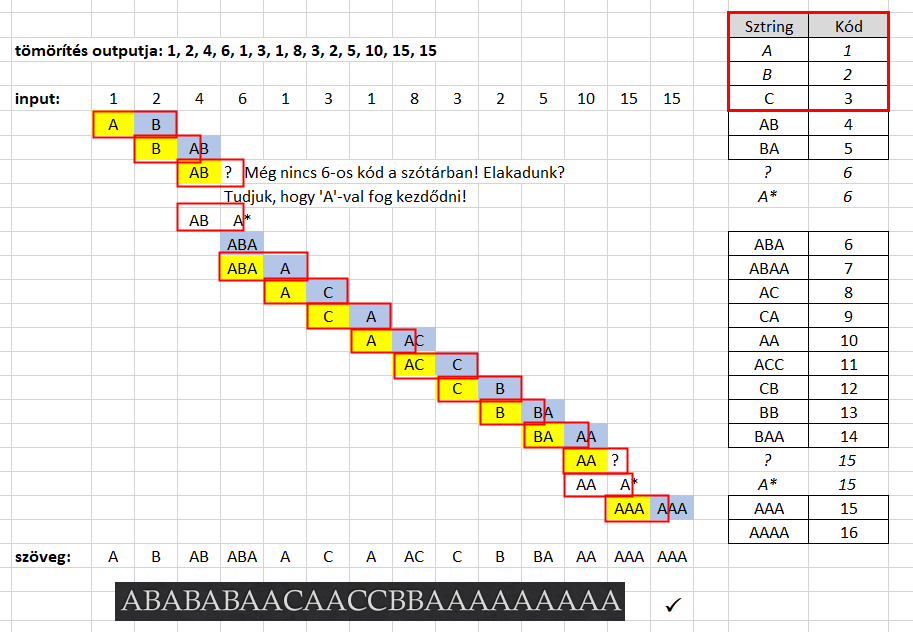 Sztring Kód
tömörítés outputja: 1, 2, 4, 6, 1, 3, 1, 8, 3, 2, 5, 10, 15, 15 A 1
B 2
input: 1 2 4 6 1 3 1 8 3 2 5 10 15 15 C 3
A B AB 4
B AB BA 5
AB ? Még nincs 6-os kód a szótárban! Elakadunk? ? 6
Tudjuk, hogy 'A'-val fog kezdődni! A* 6
AB A*
ABA ABA 6
ABA A ABAA 7
A C AC 8
C A CA 9
A AC AA 10
AC C ACC 11
C B CB 12
B BA BB 13
BA AA BAA 14
AA ? ? 15
AA A* A* 15
AAA AAA AAA 15
AAAA 16
szöveg: A B AB ABA A C A AC C B BA AA AAA AAA
ABABABAACAACCBBAAAAAAAAA ✓